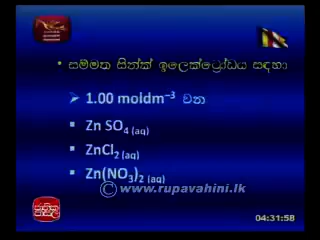 • සම්මත සින්ක් ඉලෙක්ට්‍රෝඩය සඳහා
➤ 1.00 moldm⁻³ වන
▪ Zn SO₄ (aq)
▪ ZnCl₂ (aq)
▪ Zn(NO₃)₂ (aq)
© www.rupavahini.lk
04:31:58